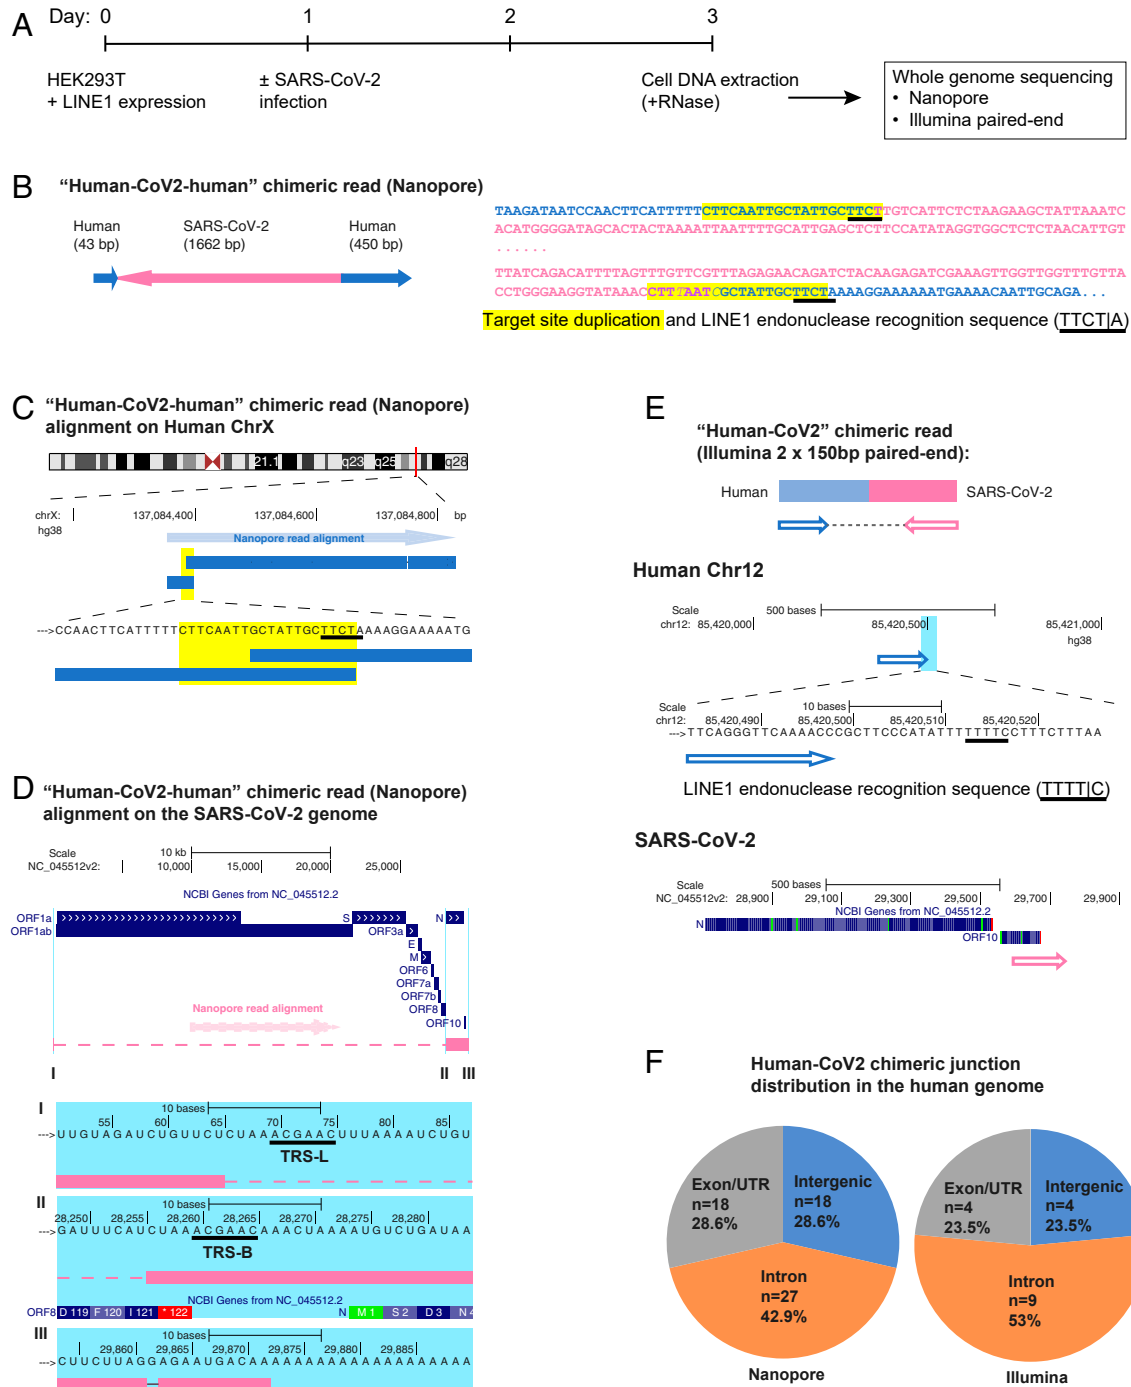 A
Day: 0 1 2 3
HEK293T
+ LINE1 expression
± SARS-CoV-2
infection
Cell DNA extraction
(+RNase)
Whole genome sequencing
• Nanopore
• Illumina paired-end
B
“Human-CoV2-human” chimeric read (Nanopore)
Human
(43 bp)
SARS-CoV-2
(1662 bp)
Human
(450 bp)
TAAGATAATCCAACTTCATTTTTCTTCAATTGCTATTGCTTCTTGTCATTCTCTAAGAAGCTATTAAATC
ACATGGGGATAGCACTACTAAAATTAATTTTGCATTGAGCTCTTCCATATAGGTGGCTCTCTAACATTGT
......
TTATCAGACATTTTAGTTTGTTCGTTTAGAGAACAGATCTACAAGAGATCGAAAGTTGGTTGGTTTGTTA
CCTGGGAAGGTATAAACCTTTAATCGCTATTGCTTCTAAAAGGAAAAAATGAAAACAATTGCAGA...
Target site duplication and LINE1 endonuclease recognition sequence (TTCT|A)
C
“Human-CoV2-human” chimeric read (Nanopore)
alignment on Human ChrX
21.1 q23 q25 q28
chrX: 137,084,400 137,084,600 137,084,800 bp
hg38
Nanopore read alignment
--->CCAACTTCATTTTTCTTCAATTGCTATTGCTTCTAAAAGGAAAAATG
D
“Human-CoV2-human” chimeric read (Nanopore)
alignment on the SARS-CoV-2 genome
Scale 10 kb
NC_045512v2: 10,000 15,000 20,000 25,000
NCBI Genes from NC_045512.2
ORF1a S N
ORF1ab ORF3a
E
M
ORF6
ORF7a
ORF7b
ORF8
ORF10
Nanopore read alignment
I II III
I
10 bases
55 60 65 70 75 80 85
--->UUGUAGAUCUGUUCUCUAAACGAACUUUAAAAUCUGU
TRS-L
II
10 bases
28,250 28,255 28,260 28,265 28,270 28,275 28,280
--->GAUUUCAUCUAAACGAACAAACUAAAAUGUCUGAUAA
TRS-B
NCBI Genes from NC_045512.2
ORF8 D 119 F 120 I 121 * 122 N M 1 S 2 D 3 N 4
III
10 bases
29,860 29,865 29,870 29,875 29,880 29,885
--->CUUCUUAGGAGAAUGACAAAAAAAAAAAAAAAAAAAA
E
“Human-CoV2” chimeric read
(Illumina 2 x 150bp paired-end):
Human SARS-CoV-2
Human Chr12
Scale 500 bases
chr12: 85,420,000 85,420,500 85,421,000
hg38
Scale 10 bases
chr12: 85,420,490 85,420,500 85,420,510 85,420,520
--->TTCAGGGTTCAAAACCCGCTTCCCATATTTTTTTCCTTTCTTTAA
LINE1 endonuclease recognition sequence (TTTT|C)
SARS-CoV-2
Scale 500 bases
NC_045512v2: 28,900 29,100 29,300 29,500 29,700 29,900
NCBI Genes from NC_045512.2
N
ORF10
F
Human-CoV2 chimeric junction
distribution in the human genome
Exon/UTR
n=18
28.6%
Intergenic
n=18
28.6%
Intron
n=27
42.9%
Nanopore
Exon/UTR
n=4
23.5%
Intergenic
n=4
23.5%
Intron
n=9
53%
Illumina